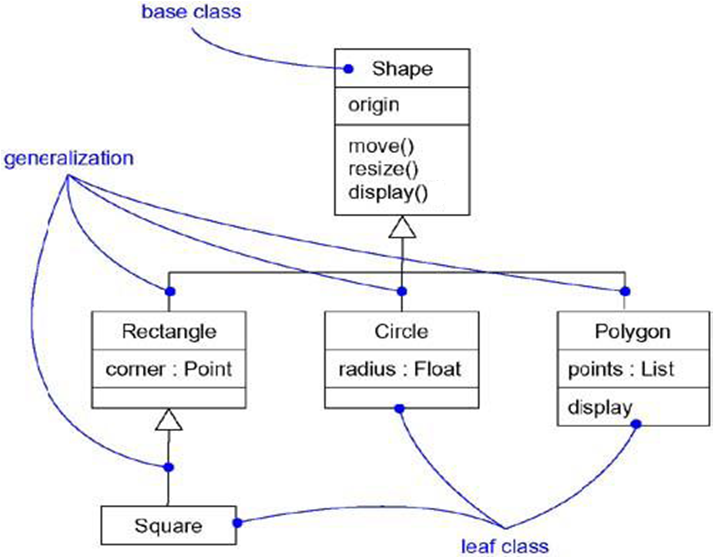 base class
Shape
origin
move()
resize()
display()
generalization
Rectangle
corner : Point
Circle
radius : Float
Polygon
points : List
display
Square
leaf class